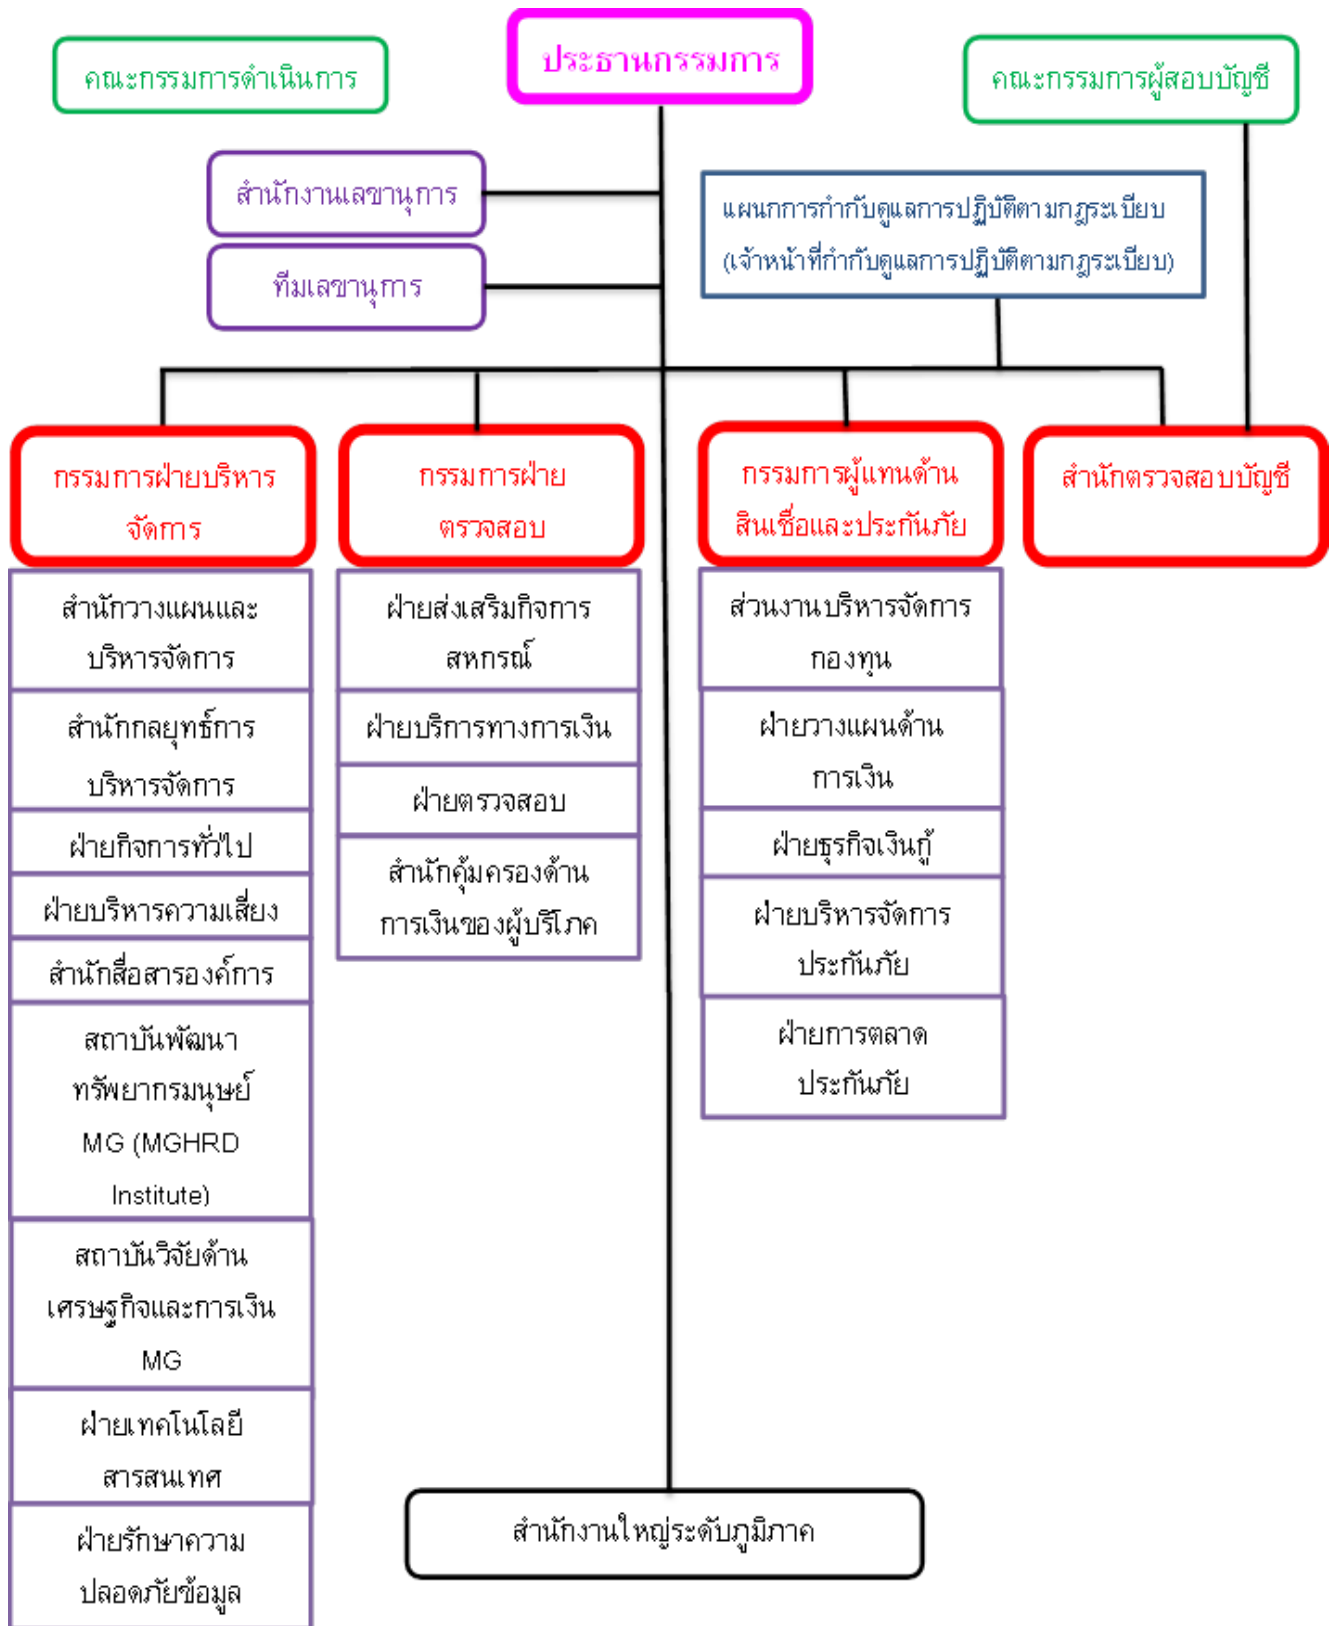 ประธานกรรมการ
คณะกรรมการดำเนินการ
คณะกรรมการผู้สอบบัญชี
สำนักงานเลขานุการ
ทีมเลขานุการ
แผนกการกำกับดูแลการปฏิบัติตามกฎระเบียบ
(เจ้าหน้าที่กำกับดูแลการปฏิบัติตามกฎระเบียบ)
กรรมการฝ่ายบริหาร
จัดการ
สำนักวางแผนและ
บริหารจัดการ
สำนักกลยุทธ์การ
บริหารจัดการ
ฝ่ายกิจการทั่วไป
ฝ่ายบริหารความเสี่ยง
สำนักสื่อสารองค์การ
สถาบันพัฒนา
ทรัพยากรมนุษย์
MG (MGHRD
Institute)
สถาบันวิจัยด้าน
เศรษฐกิจและการเงิน
MG
ฝ่ายเทคโนโลยี
สารสนเทศ
ฝ่ายรักษาความ
ปลอดภัยข้อมูล
กรรมการฝ่าย
ตรวจสอบ
ฝ่ายส่งเสริมกิจการ
สหกรณ์
ฝ่ายบริการทางการเงิน
ฝ่ายตรวจสอบ
สำนักคุ้มครองด้าน
การเงินของผู้บริโภค
กรรมการผู้แทนด้าน
สินเชื่อและประกันภัย
ส่วนงานบริหารจัดการ
กองทุน
ฝ่ายวางแผนด้าน
การเงิน
ฝ่ายธุรกิจเงินกู้
ฝ่ายบริหารจัดการ
ประกันภัย
ฝ่ายการตลาด
ประกันภัย
สำนักตรวจสอบบัญชี
สำนักงานใหญ่ระดับภูมิภาค